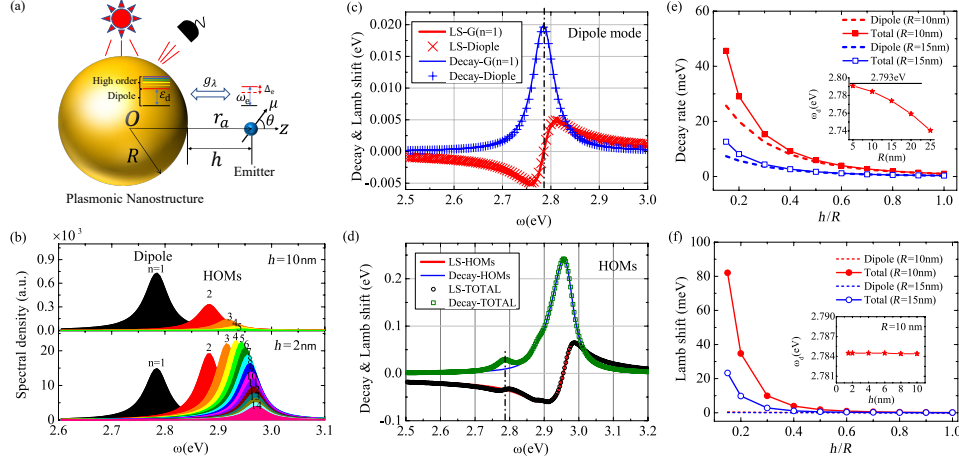 (a)
High order
Dipole
ε_d
g_λ
ω_e
Δ_e
μ
θ
O
r_a
z
R
h
Emitter
Plasmonic Nanostructure
(b)
×10³
Spectral density (a.u.)
0.9
0.6
0.3
0.0
20
10
0
Dipole
HOMs
h=10nm
n=1
2
3
4
5
h=2nm
n=1
2
3
4
5
6
2.6 2.7 2.8 2.9 3.0 3.1
ω(eV)
(c)
Decay & Lamb shift (eV)
0.020
0.015
0.010
0.005
0.000
-0.005
LS-G(n=1)
LS-Diople
Decay-G(n=1)
Decay-Diople
Dipole mode
2.5 2.6 2.7 2.8 2.9 3.0
ω(eV)
(d)
Decay & Lamb shift (eV)
0.2
0.1
0.0
-0.1
LS-HOMs
Decay-HOMs
LS-TOTAL
Decay-TOTAL
HOMs
2.5 2.6 2.7 2.8 2.9 3.0 3.1 3.2
ω(eV)
(e)
Decay rate (meV)
60
40
20
0
Dipole (R=10nm)
Total (R=10nm)
Dipole (R=15nm)
Total (R=15nm)
2.793eV
ω_d(eV)
2.78
2.76
2.74
5 10 15 20 25
R(nm)
0.2 0.4 0.6 0.8 1.0
h/R
(f)
Lamb shift (meV)
100
80
60
40
20
0
Dipole (R=10nm)
Total (R=10nm)
Dipole (R=15nm)
Total (R=15nm)
ω_d(eV)
2.790
2.787
2.784
2.781
R=10 nm
2 4 6 8 10
h(nm)
0.2 0.4 0.6 0.8 1.0
h/R